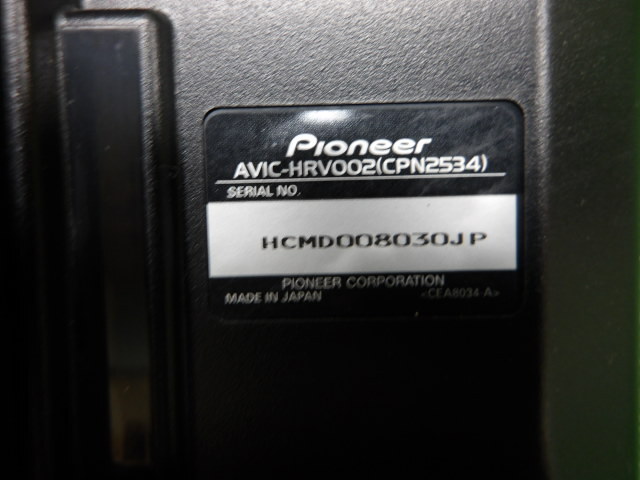 Pioneer
AVIC-HRV002(CPN2534)
SERIAL NO.
HCMD008030JP
PIONEER CORPORATION
MADE IN JAPAN <CEA8034-A>